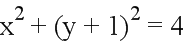 x² + (y + 1)² = 4